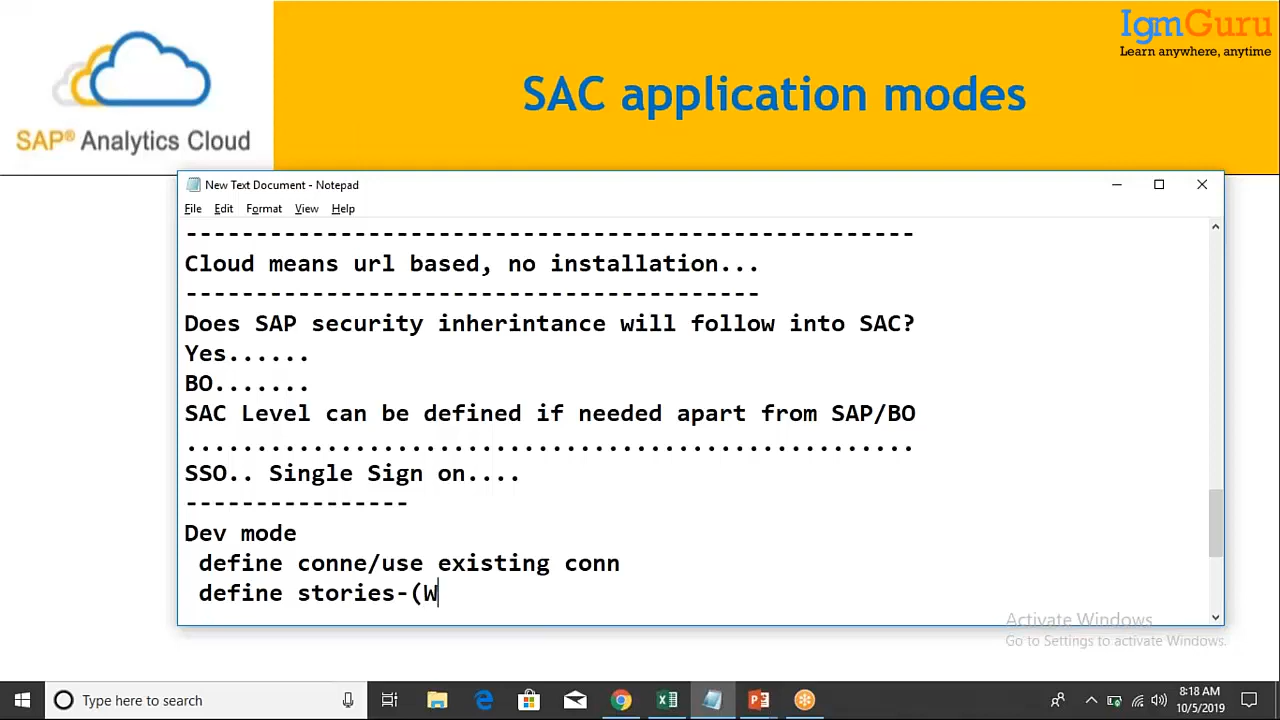 IgmGuru
Learn anywhere, anytime
SAP® Analytics Cloud
SAC application modes
New Text Document - Notepad
File Edit Format View Help
----------------------------------------------------
Cloud means url based, no installation...
-----------------------------------------
Does SAP security inherintance will follow into SAC?
Yes......
BO.......
SAC Level can be defined if needed apart from SAP/BO
....................................................
SSO.. Single Sign on....
----------------
Dev mode
define conne/use existing conn
define stories-(W
Activate Windows
Go to Settings to activate Windows.
Type here to search
8:18 AM
10/5/2019